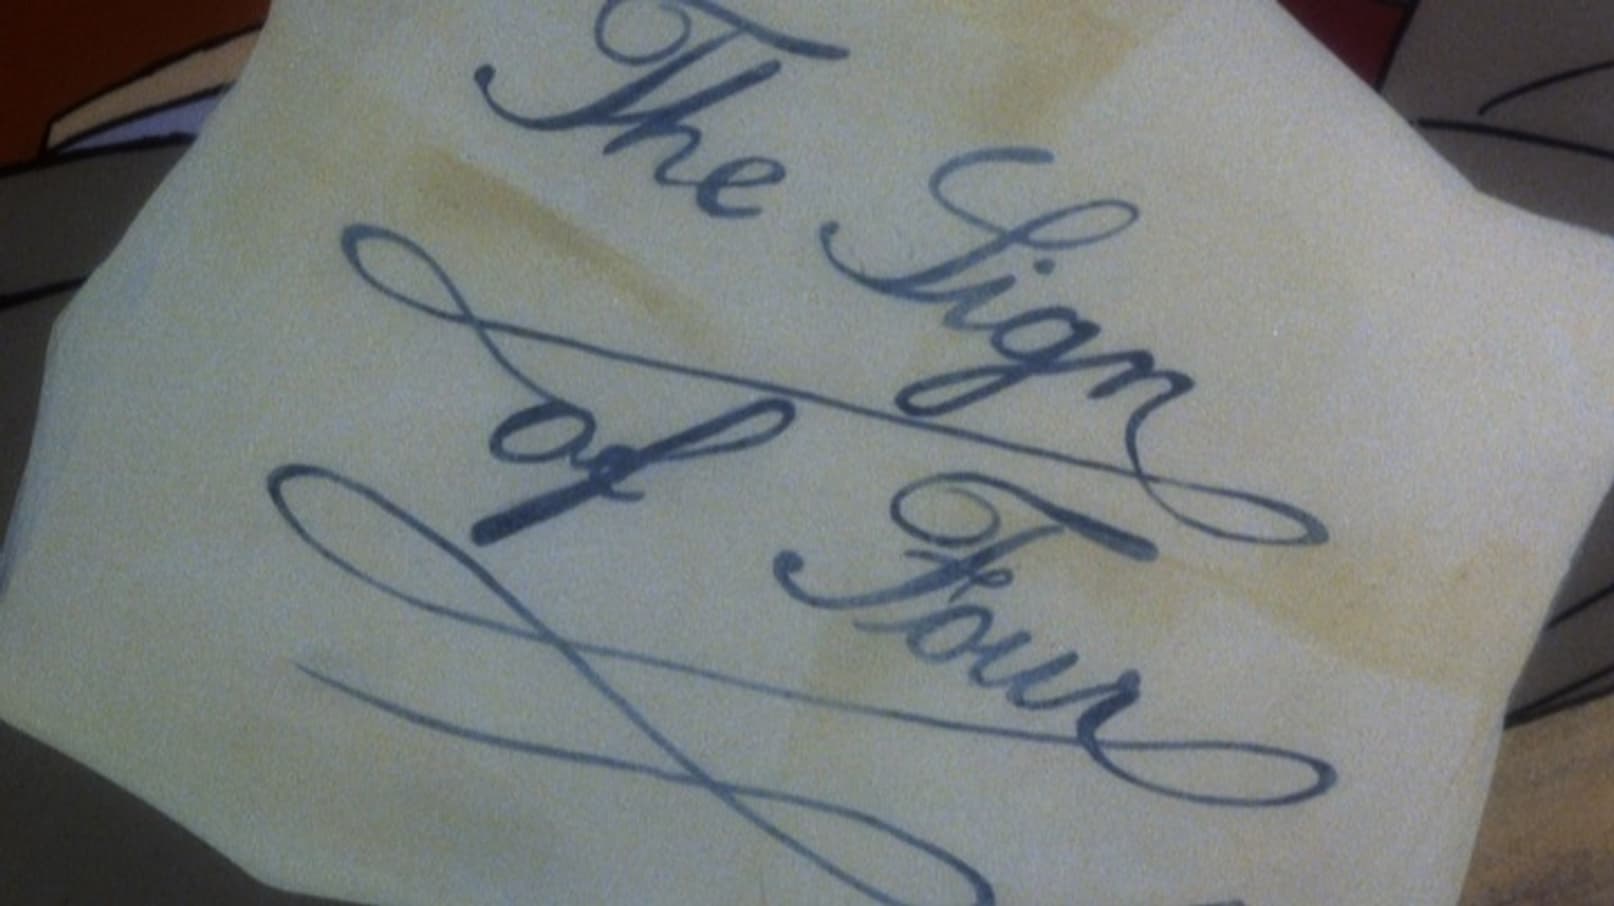 The Sign
of Four